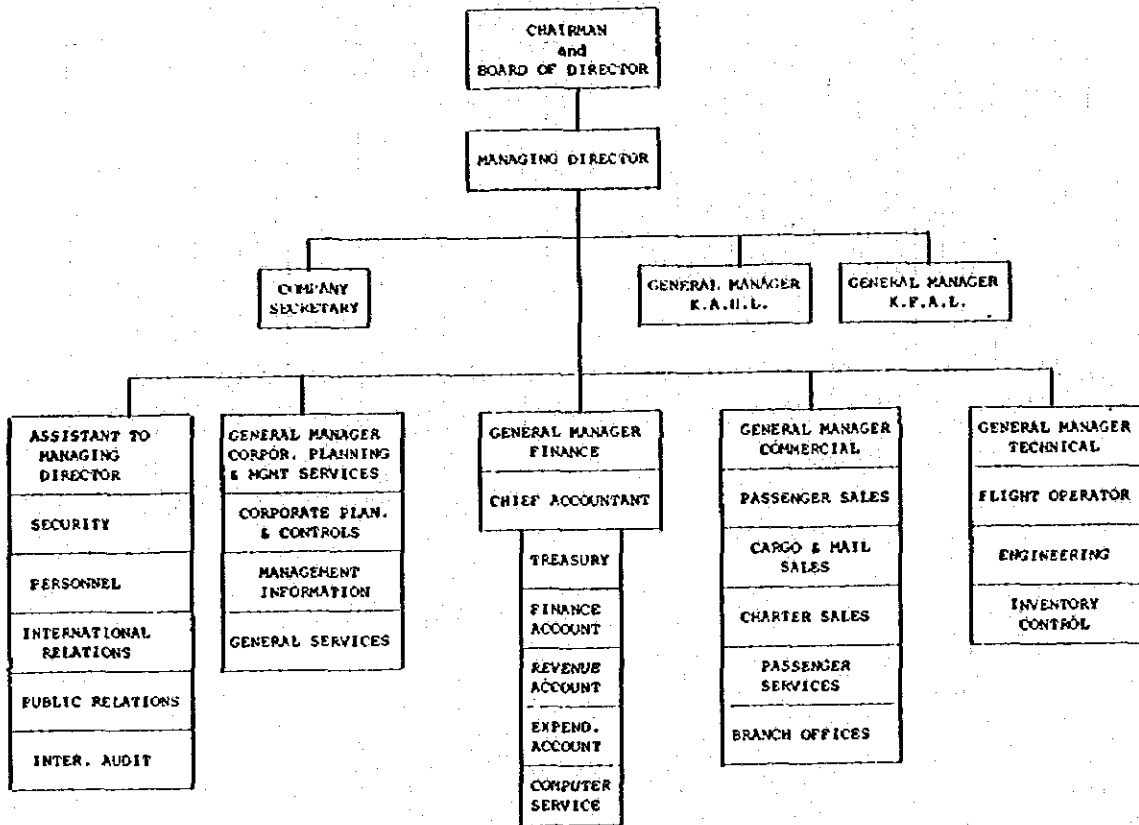 CHAIRMAN
and
BOARD OF DIRECTOR
MANAGING DIRECTOR
COMPANY
SECRETARY
GENERAL MANAGER
K.A.H.L.
GENERAL MANAGER
K.F.A.L.
ASSISTANT TO
MANAGING
DIRECTOR
SECURITY
PERSONNEL
INTERNATIONAL
RELATIONS
PUBLIC RELATIONS
INTER. AUDIT
GENERAL MANAGER
CORPOR. PLANNING
& MGMT SERVICES
CORPORATE PLAN.
& CONTROLS
MANAGEMENT
INFORMATION
GENERAL SERVICES
GENERAL MANAGER
FINANCE
CHIEF ACCOUNTANT
TREASURY
FINANCE
ACCOUNT
REVENUE
ACCOUNT
EXPEND.
ACCOUNT
COMPUTER
SERVICE
GENERAL MANAGER
COMMERCIAL
PASSENGER SALES
CARGO & MAIL
SALES
CHARTER SALES
PASSENGER
SERVICES
BRANCH OFFICES
GENERAL MANAGER
TECHNICAL
FLIGHT OPERATOR
ENGINEERING
INVENTORY
CONTROL